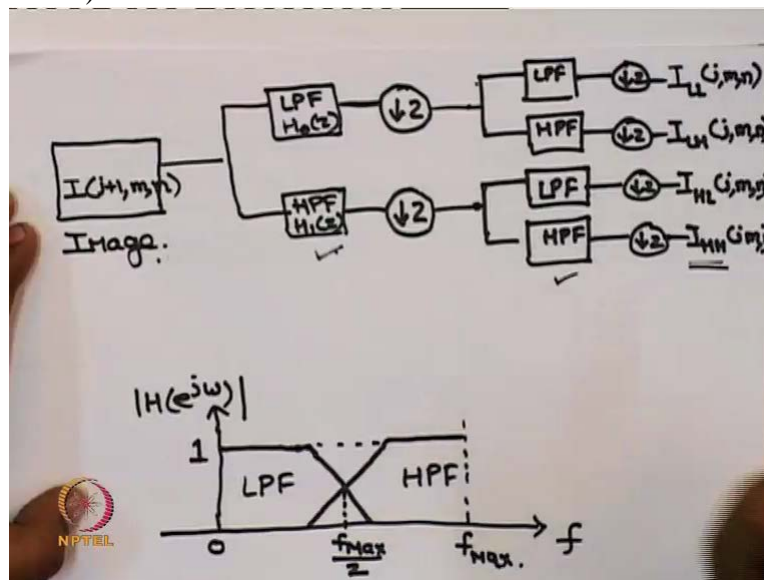 LPF ↓2 I_LL(j,m,n)
LPF H₀(z) ↓2
HPF ↓2 I_LH(j,m,n)
I(j+1,m,n)
HPF H₁(z) ↓2
LPF ↓2 I_HL(j,m,n)
HPF ↓2 I_HH(j,m,
Image.
|H(e^jω)|
1
LPF HPF
0 f_Max/2 f_Max. f
NPTEL